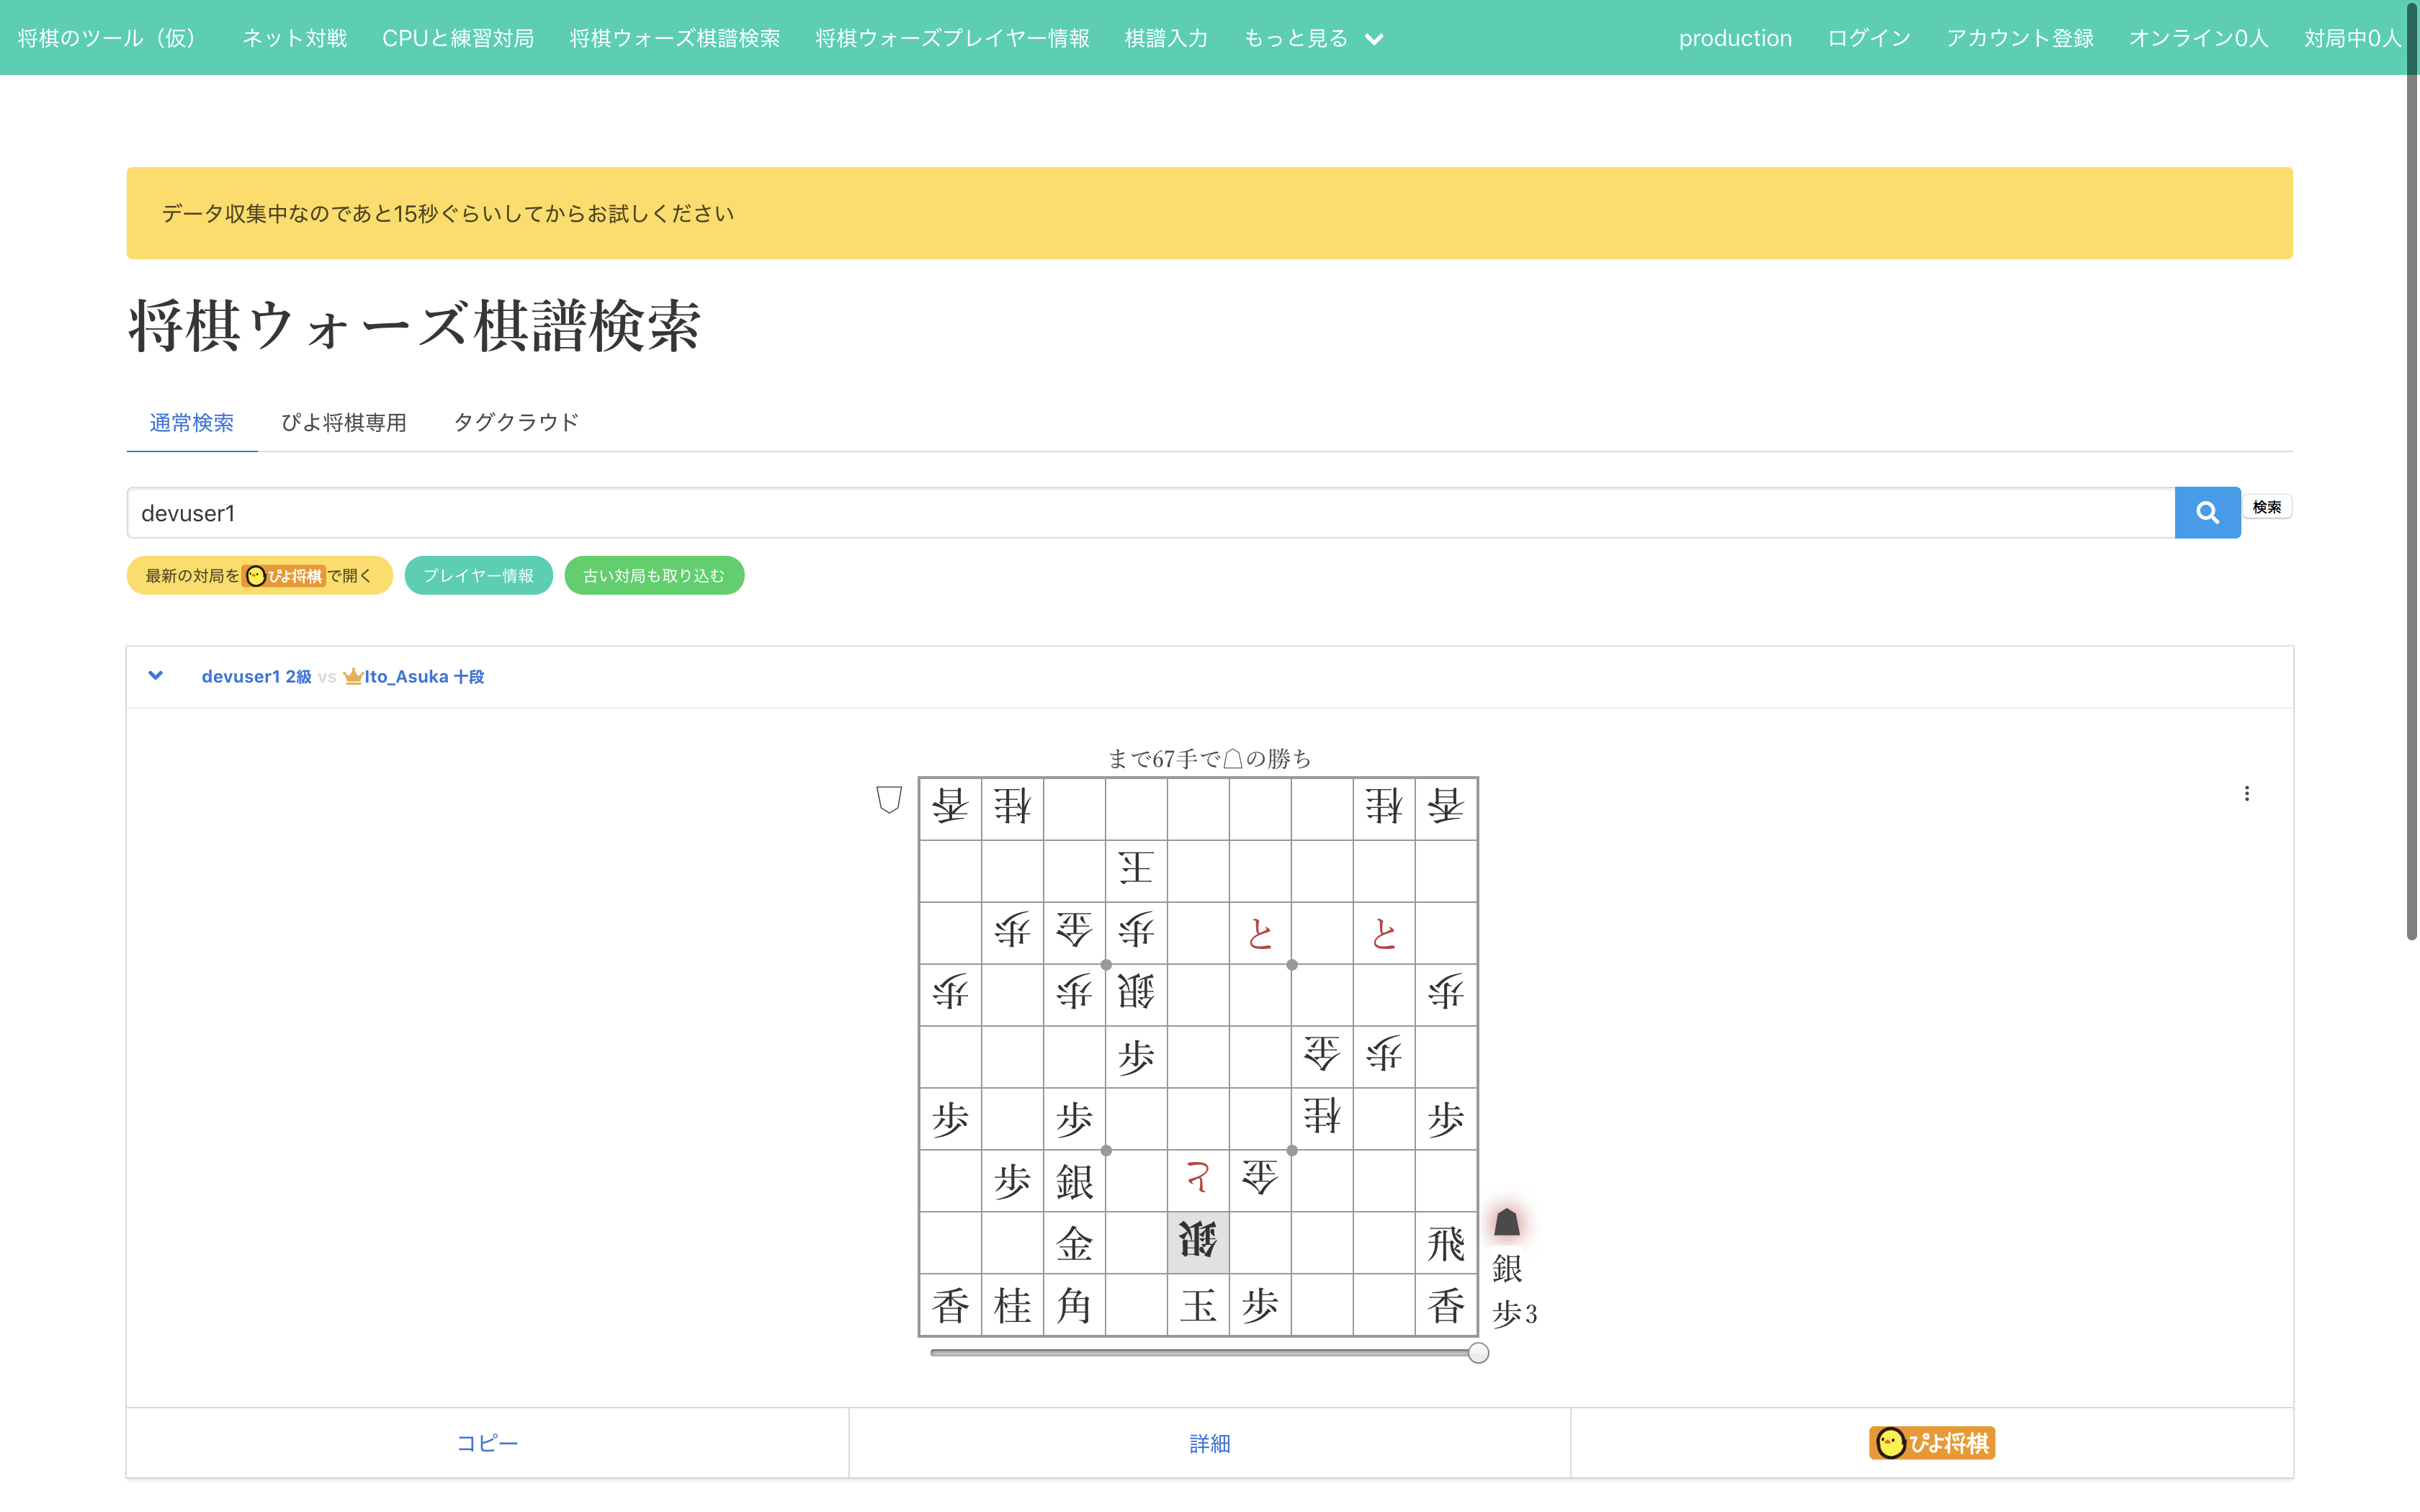 将棋のツール（仮） ネット対戦 CPUと練習対局 将棋ウォーズ棋譜検索 将棋ウォーズプレイヤー情報 棋譜入力 もっと見る production ログイン アカウント登録 オンライン0人 対局中0人
データ収集中なのであと15秒ぐらいしてからお試しください
将棋ウォーズ棋譜検索
通常検索 ぴよ将棋専用 タグクラウド
devuser1 検索
最新の対局をぴよ将棋で開く プレイヤー情報 古い対局も取り込む
devuser1 2級 vs Ito_Asuka 十段
まで67手で☖の勝ち
香 桂 桂 香
王
歩 金 歩 と と
歩 歩 銀 歩
歩 金 歩
歩 歩 桂 歩
歩 銀 と 金
金 銀 飛
香 桂 角 玉 歩 香
銀
歩3
コピー 詳細 ぴよ将棋